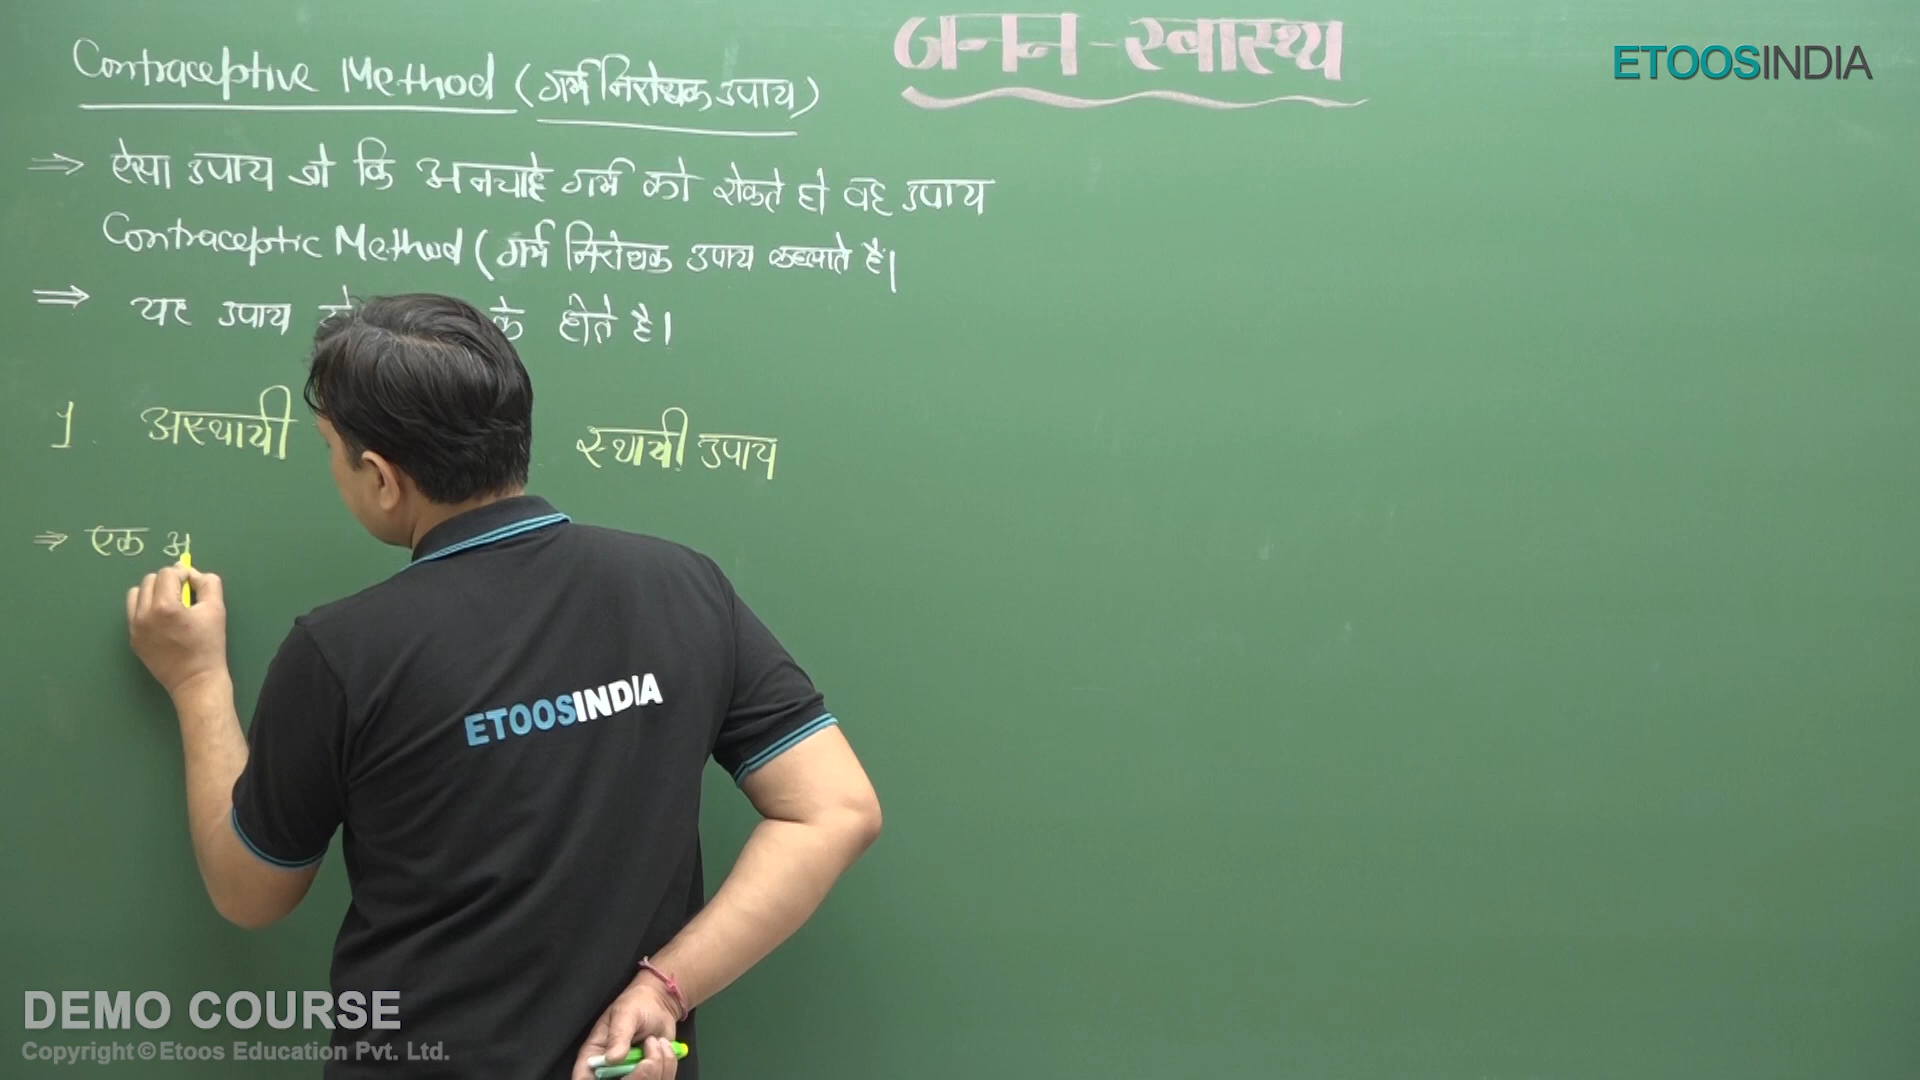 जनन-स्वास्थ्य
ETOOSINDIA
Contraceptive Method (गर्भ निरोधक उपाय)
⇒ ऐसा उपाय जो कि अनचाहे गर्भ को रोकते हो वह उपाय
Contraceptic Method (गर्भ निरोधक उपाय कहलाते है।
⇒ यह उपाय के होते है।
1. अस्थायी स्थायी उपाय
⇒ एक
ETOOSINDIA
DEMO COURSE
Copyright © Etoos Education Pvt. Ltd.